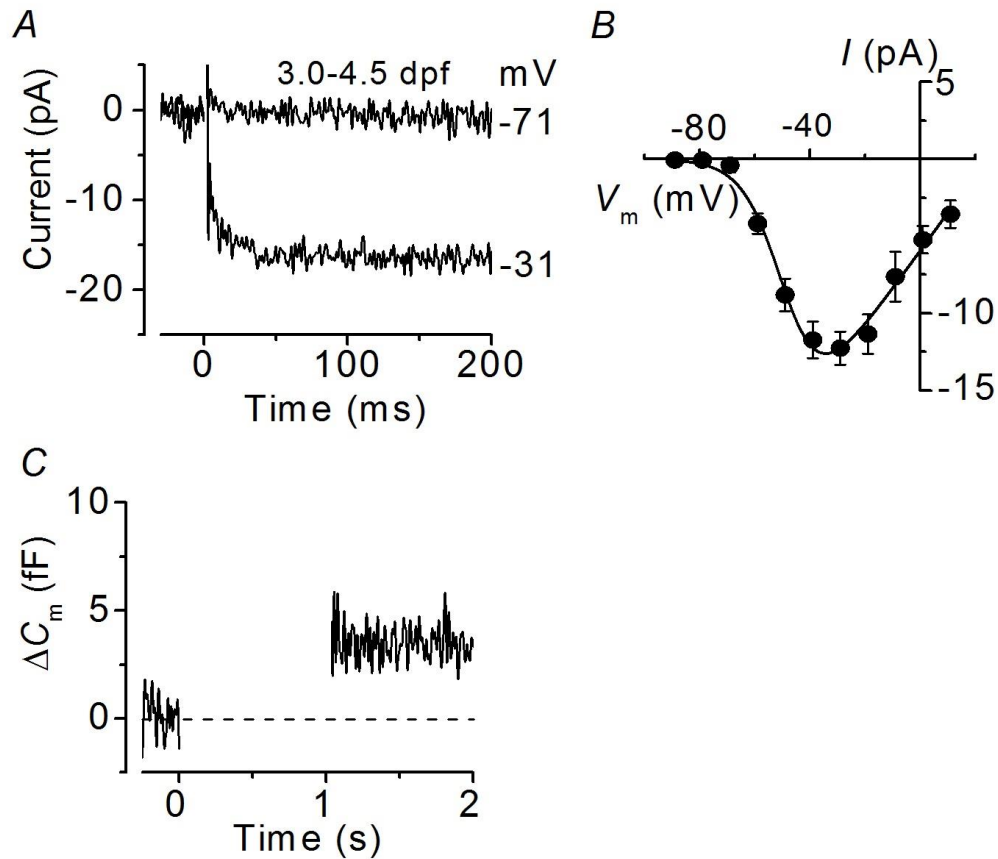 A
3.0-4.5 dpf
mV
Current (pA)
0
-10
-20
-71
-31
0
100
200
Time (ms)
B
I (pA)
5
-80
-40
Vm (mV)
-10
-15
C
ΔCm (fF)
10
5
0
0
1
2
Time (s)